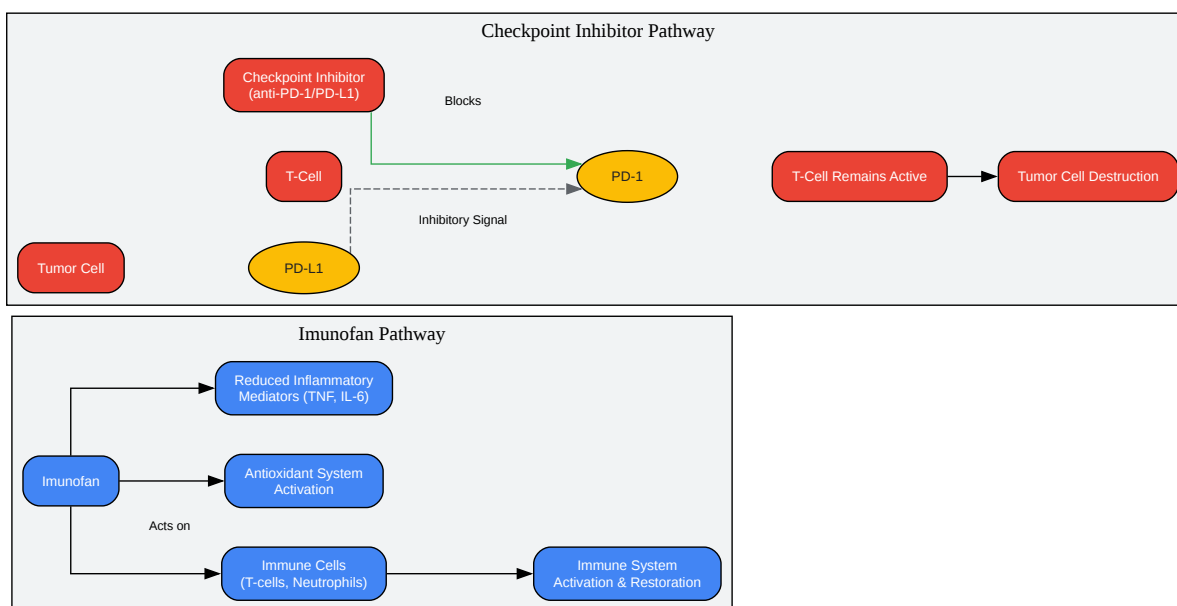 Checkpoint Inhibitor Pathway
Checkpoint Inhibitor
(anti-PD-1/PD-L1)
Blocks
T-Cell
PD-1
T-Cell Remains Active
Tumor Cell Destruction
Inhibitory Signal
Tumor Cell
PD-L1
Imunofan Pathway
Reduced Inflammatory
Mediators (TNF, IL-6)
Imunofan
Antioxidant System
Activation
Acts on
Immune Cells
(T-cells, Neutrophils)
Immune System
Activation & Restoration